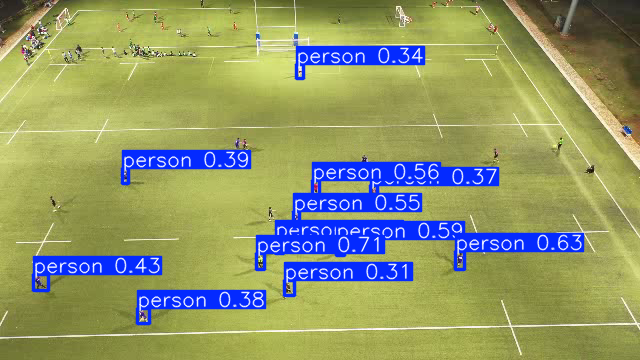 person 0.34
person 0.39
person 0.56
0.37
person 0.55
person 0.59
person 0.71
person 0.63
person 0.43
person 0.31
person 0.38